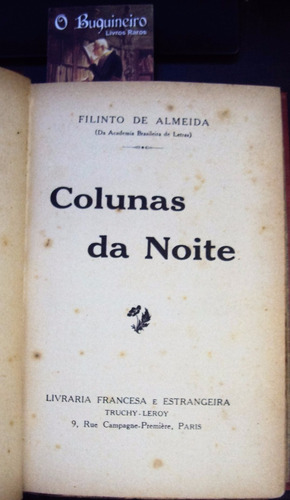 O Buquineiro
Livros Raros
FILINTO DE ALMEIDA
(Da Academia Brasileira de Letras)
Colunas
da Noite
LIVRARIA FRANCESA E ESTRANGEIRA
TRUCHY-LEROY
9, Rue Campagne-Première, PARIS